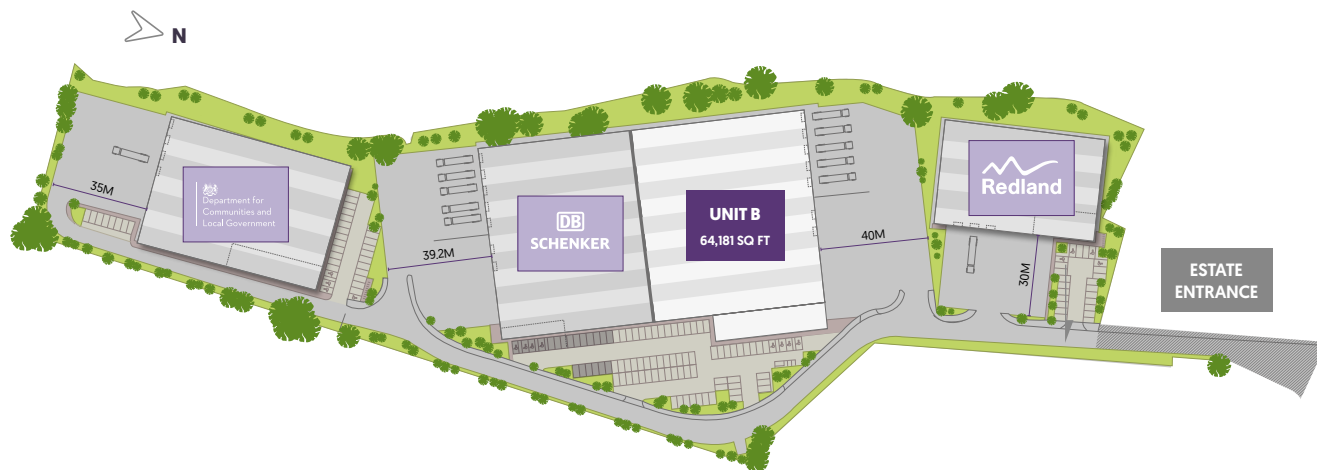 N
35M
Department for
Communities and
Local Government
39.2M
DB
SCHENKER
UNIT B
64,181 SQ FT
40M
Redland
30M
ESTATE
ENTRANCE